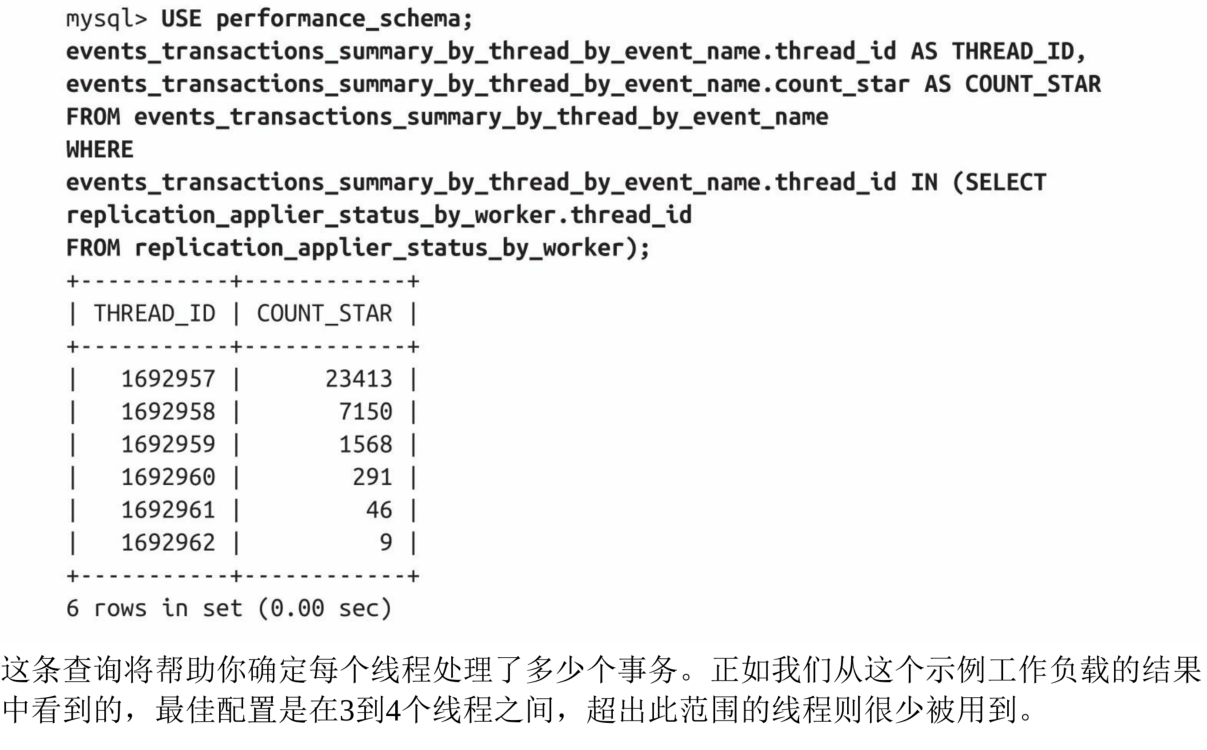 mysql> USE performance_schema;
events_transactions_summary_by_thread_by_event_name.thread_id AS THREAD_ID,
events_transactions_summary_by_thread_by_event_name.count_star AS COUNT_STAR
FROM events_transactions_summary_by_thread_by_event_name
WHERE
events_transactions_summary_by_thread_by_event_name.thread_id IN (SELECT
replication_applier_status_by_worker.thread_id
FROM replication_applier_status_by_worker);
+-----------+------------+
| THREAD_ID | COUNT_STAR |
+-----------+------------+
|   1692957 |      23413 |
|   1692958 |       7150 |
|   1692959 |       1568 |
|   1692960 |        291 |
|   1692961 |         46 |
|   1692962 |          9 |
+-----------+------------+
6 rows in set (0.00 sec)
这条查询将帮助你确定每个线程处理了多少个事务。正如我们从这个示例工作负载的结果
中看到的，最佳配置是在3到4个线程之间，超出此范围的线程则很少被用到。